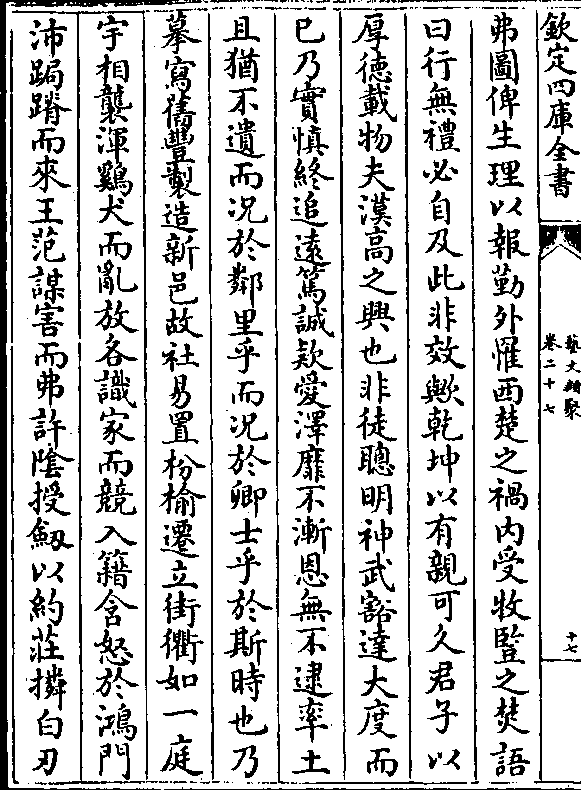 欽定四庫全書
藝文類聚
卷二十七
十七
弗圖俾生理以報勤外罹西楚之禍内受牧豎之焚語
曰行無禮必自及此非效歟乾坤以有親可久君子以
厚徳載物夫漢高之興也非徒聰明神武豁達大度而
已乃實慎終追遠篤誠欵愛澤靡不漸恩無不逮率土
且猶不遺而况於鄰里乎而况於卿士乎於斯時也乃
摹寫舊豐製造新邑故社易置枌榆遷立街衢如一庭
宇相襲渾鷄犬而亂放各識家而競入籍含怒於鴻門
沛跼蹐而來王范謀害而弗許陰授劔以約莊撠白刃